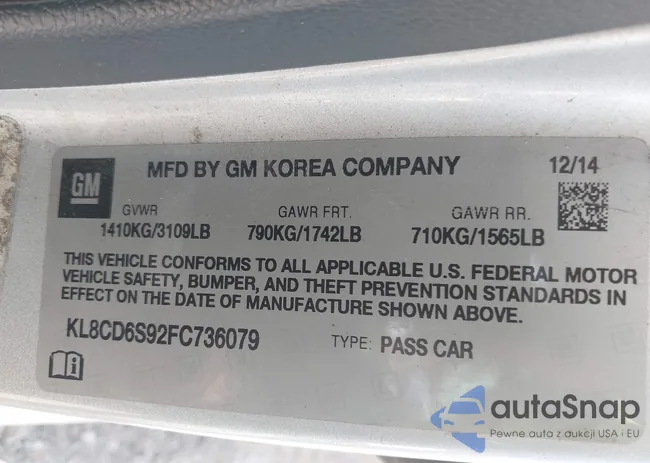 GM
MFD BY GM KOREA COMPANY 12/14
GVWR GAWR FRT. GAWR RR.
1410KG/3109LB 790KG/1742LB 710KG/1565LB
THIS VEHICLE CONFORMS TO ALL APPLICABLE U.S. FEDERAL MOTOR
VEHICLE SAFETY, BUMPER, AND THEFT PREVENTION STANDARDS IN
EFFECT ON THE DATE OF MANUFACTURE SHOWN ABOVE.
KL8CD6S92FC736079 TYPE: PASS CAR
autaSnap
Pewne auta z aukcji USA i EU